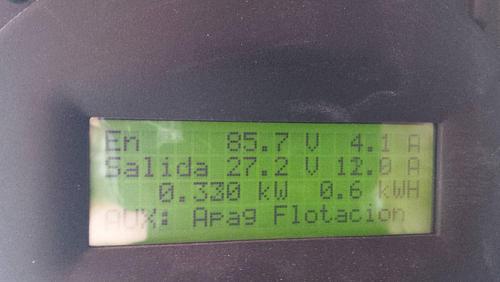 En 85.7 V 4.1 A
Salida 27.2 V 12.0 A
0.330 kW 0.6 kWH
AUX: Apag Flotacion